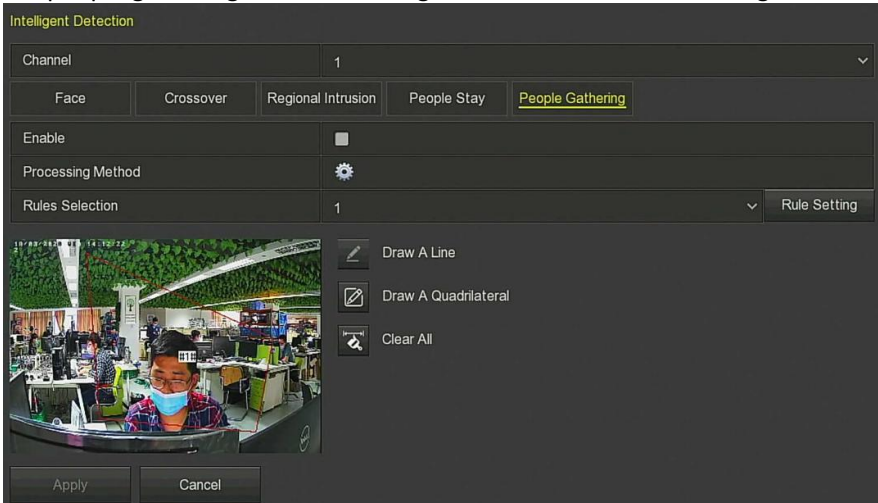 Intelligent Detection
Channel 1
Face Crossover Regional Intrusion People Stay People Gathering
Enable
Processing Method
Rules Selection 1 Rule Setting
Draw A Line
Draw A Quadrilateral
Clear All
#1#
Apply Cancel